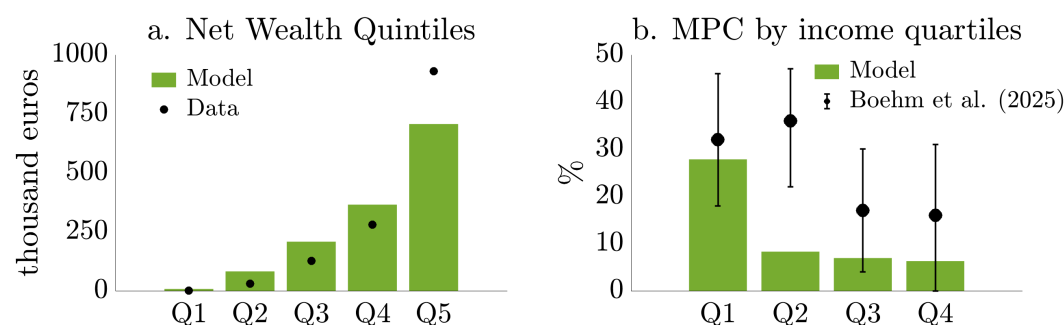 a. Net Wealth Quintiles
thousand euros
1000
750
500
250
0
Model
Data
Q1 Q2 Q3 Q4 Q5
b. MPC by income quartiles
%
50
40
30
20
10
0
Model
Boehm et al. (2025)
Q1 Q2 Q3 Q4